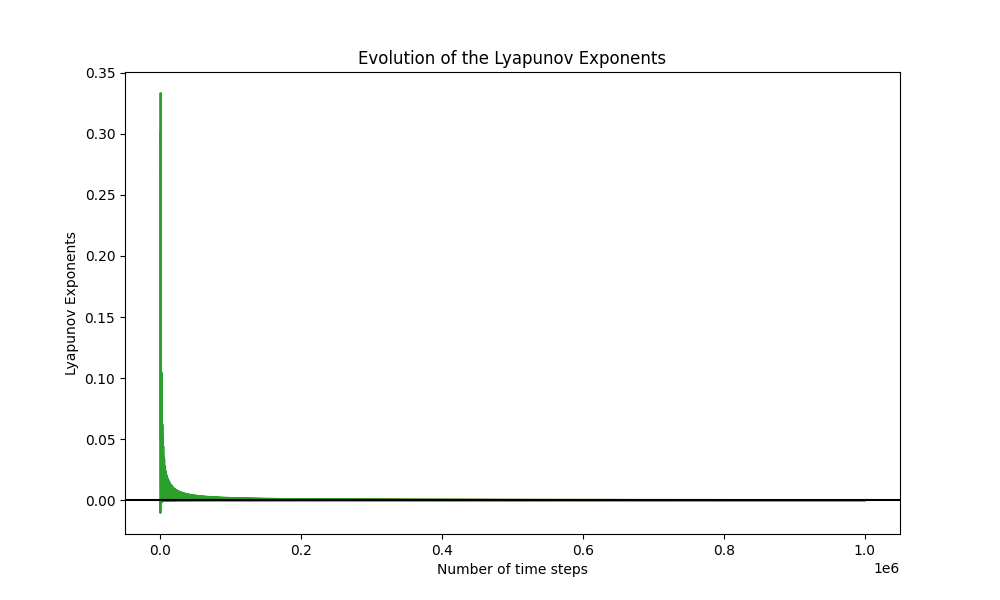 Evolution of the Lyapunov Exponents
0.35
0.30
0.25
0.20
0.15
0.10
0.05
0.00
Lyapunov Exponents
0.0 0.2 0.4 0.6 0.8 1.0
1e6
Number of time steps